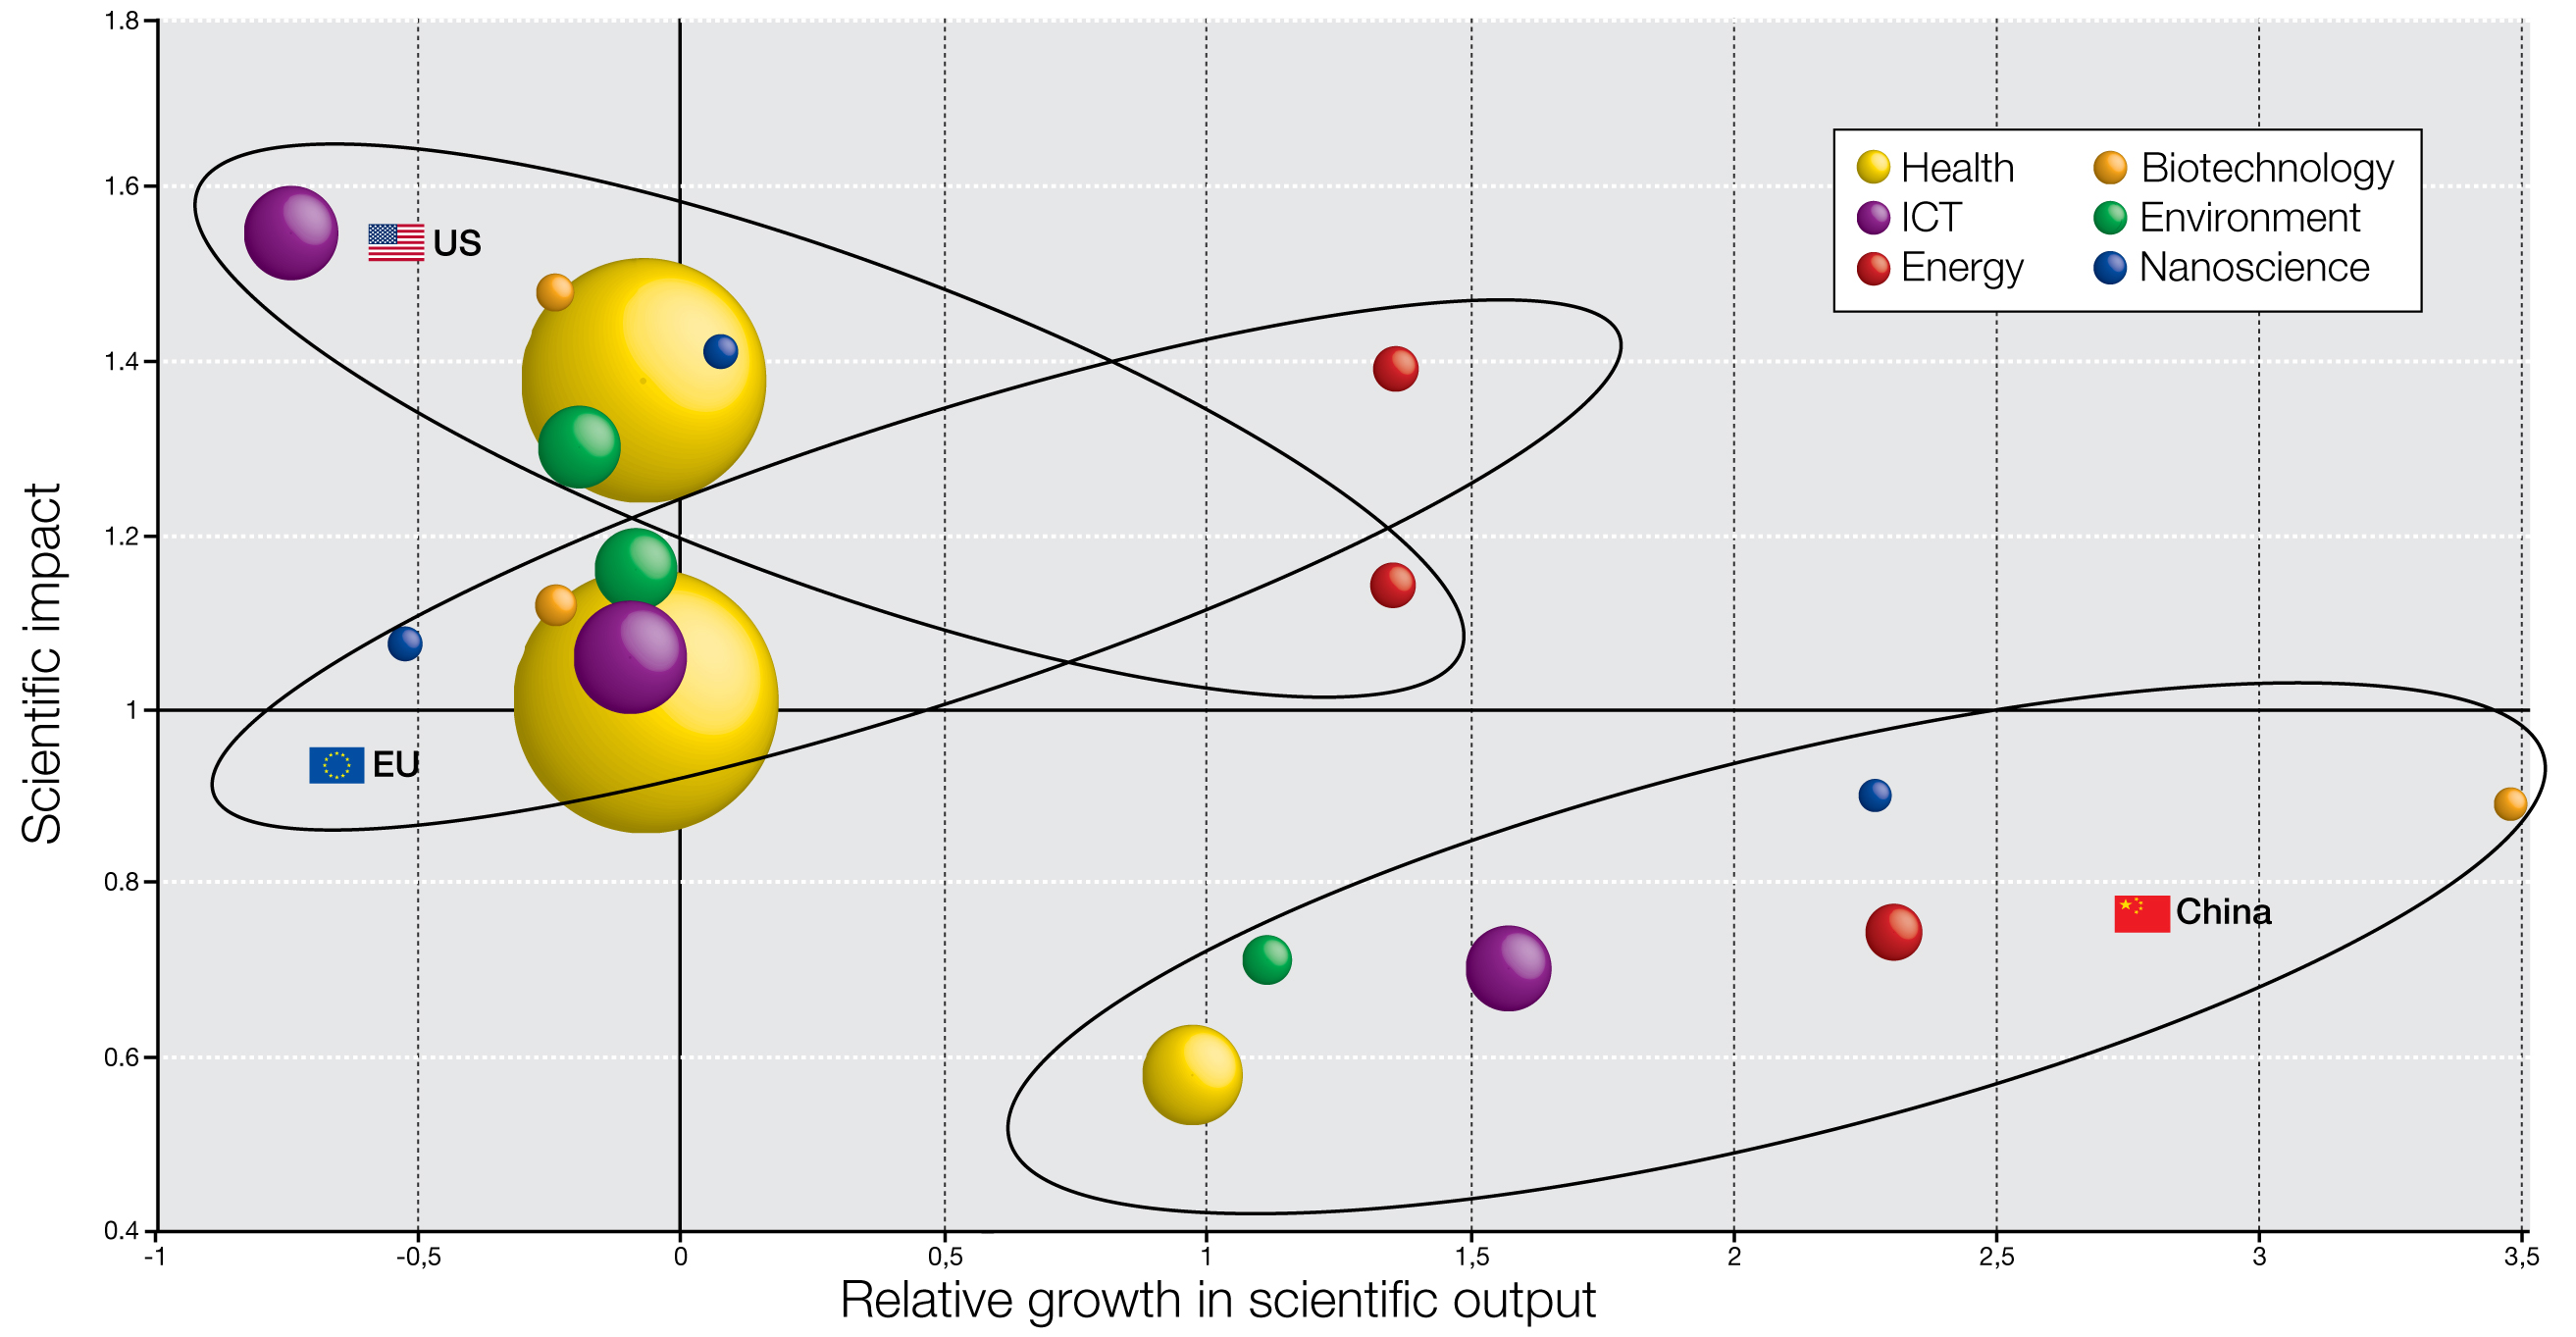 1.8
1.6
1.4
1.2
1
0.8
0.6
0.4
Scientific impact
US
EU
China
Health
Biotechnology
ICT
Environment
Energy
Nanoscience
-1
-0,5
0
0,5
1
1,5
2
2,5
3
3,5
Relative growth in scientific output